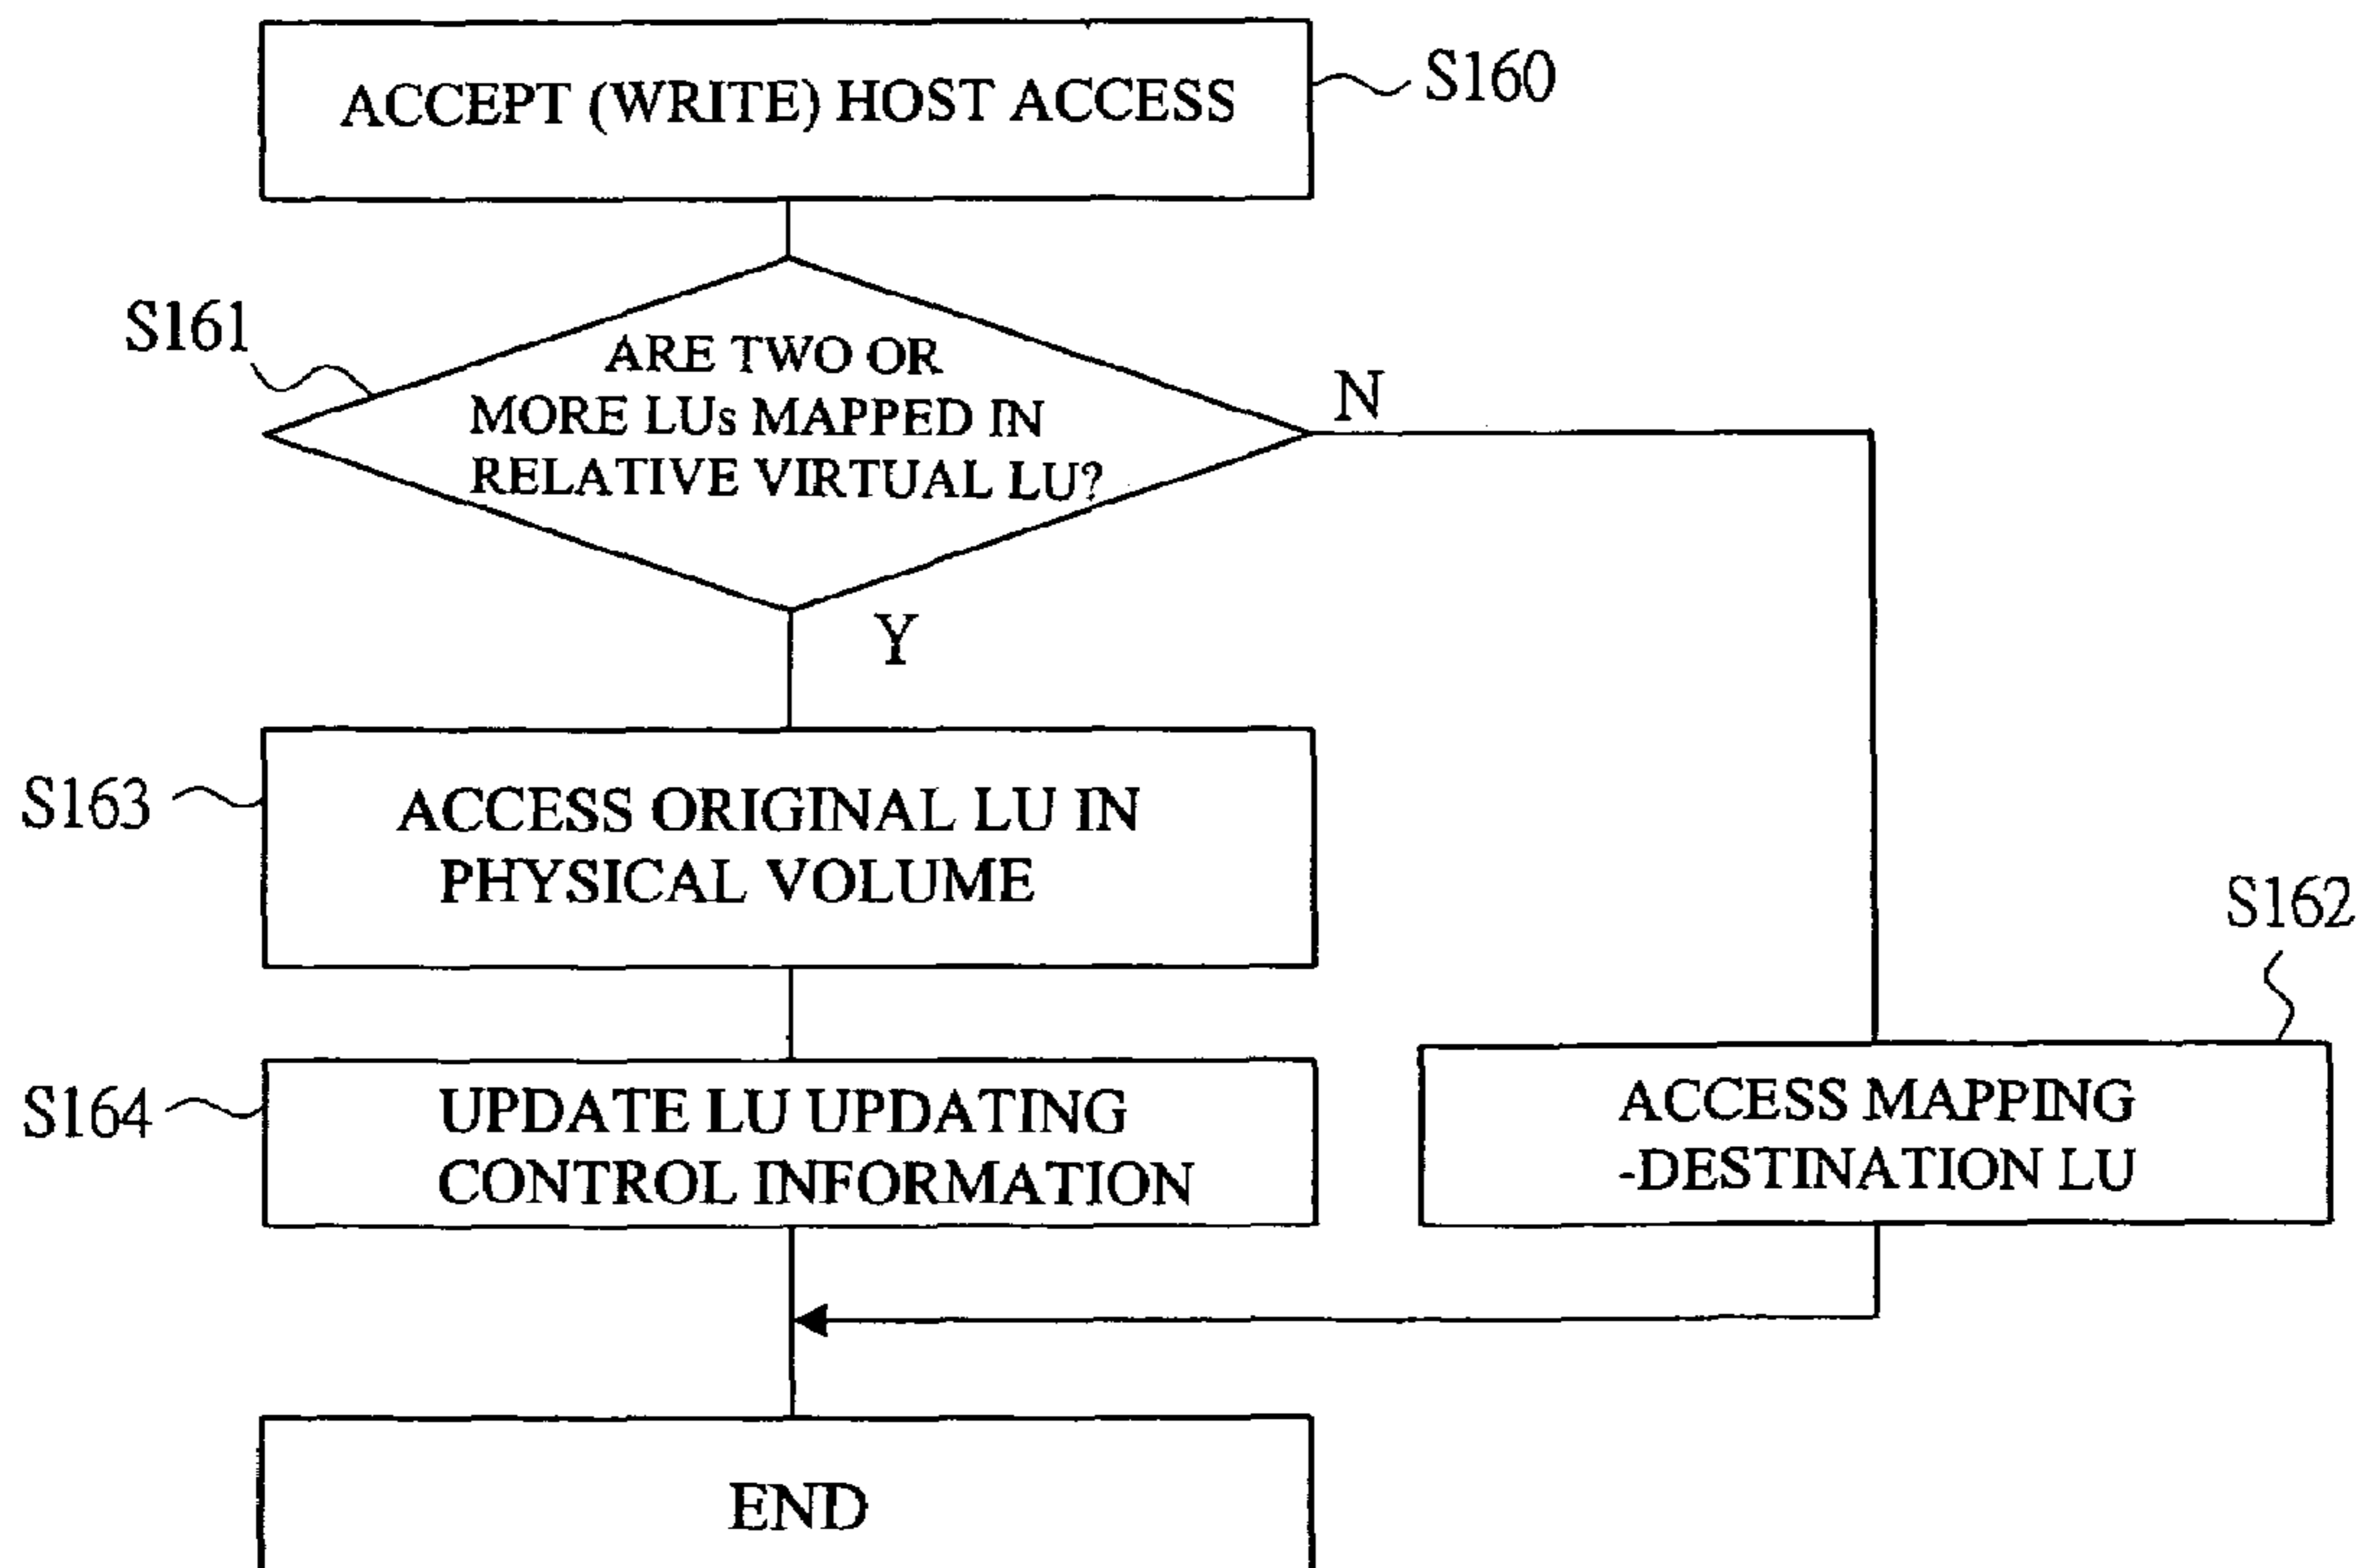 ACCEPT (WRITE) HOST ACCESS
S160
S161
ARE TWO OR
MORE LUs MAPPED IN
RELATIVE VIRTUAL LU?
N
Y
S163
ACCESS ORIGINAL LU IN
PHYSICAL VOLUME
S162
S164
UPDATE LU UPDATING
CONTROL INFORMATION
ACCESS MAPPING
-DESTINATION LU
END